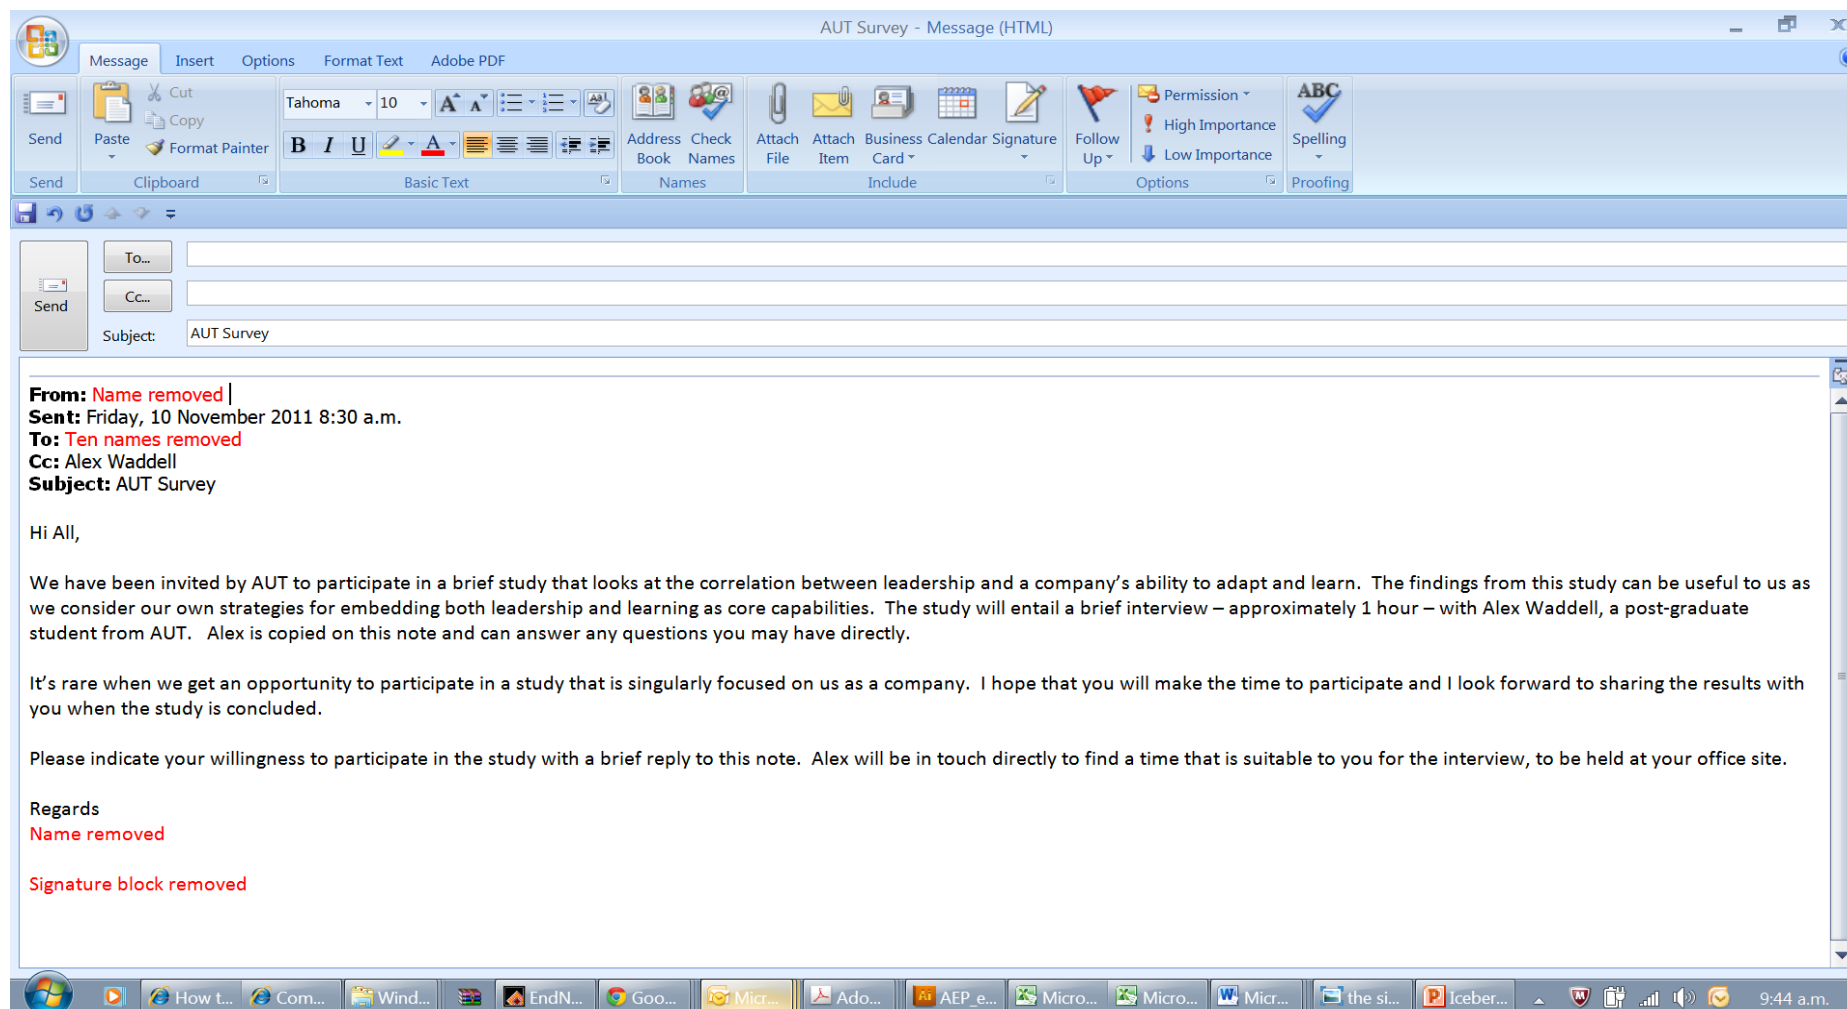 AUT Survey - Message (HTML)
Message Insert Options Format Text Adobe PDF
Send
Paste
Cut
Copy
Format Painter
Tahoma 10
B I U A
Address Book
Check Names
Attach File
Attach Item
Business Card
Calendar
Signature
Follow Up
Permission
High Importance
Low Importance
ABC
Spelling
Send Clipboard Basic Text Names Include Options Proofing
Send
To...
Cc...
Subject: AUT Survey
From: Name removed
Sent: Friday, 10 November 2011 8:30 a.m.
To: Ten names removed
Cc: Alex Waddell
Subject: AUT Survey
Hi All,
We have been invited by AUT to participate in a brief study that looks at the correlation between leadership and a company’s ability to adapt and learn. The findings from this study can be useful to us as
we consider our own strategies for embedding both leadership and learning as core capabilities. The study will entail a brief interview – approximately 1 hour – with Alex Waddell, a post-graduate
student from AUT. Alex is copied on this note and can answer any questions you may have directly.
It’s rare when we get an opportunity to participate in a study that is singularly focused on us as a company. I hope that you will make the time to participate and I look forward to sharing the results with
you when the study is concluded.
Please indicate your willingness to participate in the study with a brief reply to this note. Alex will be in touch directly to find a time that is suitable to you for the interview, to be held at your office site.
Regards
Name removed
Signature block removed
How t... Com... Wind... EndN... Goo... Micr... Ado... AEP_e... Micro... Micro... Micr... the si... Iceber... 9:44 a.m.